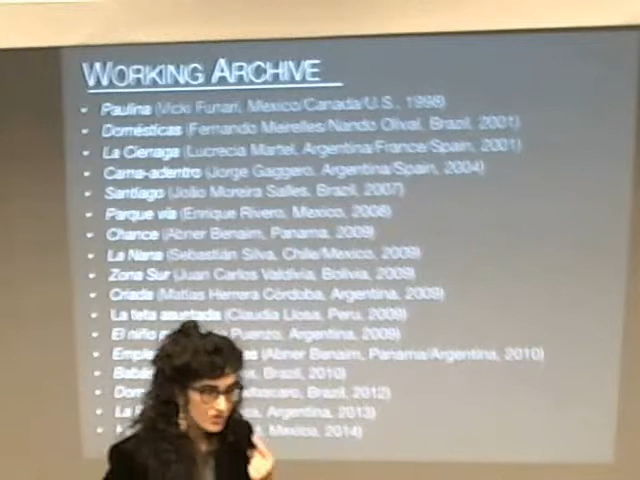 WORKING ARCHIVE
• Paulina (Vicki Funari, Mexico/Canada/U.S., 1998)
• Domésticas (Fernando Meirelles/Nando Olival, Brazil, 2001)
• La Cienaga (Lucrecia Martel, Argentina/France/Spain, 2001)
• Cama adentro (Jorge Gaggero, Argentina/Spain, 2004)
• Santiago (João Moreira Salles, Brazil, 2007)
• Parque vía (Enrique Rivero, Mexico, 2008)
• Chance (Abner Benaim, Panama, 2009)
• La Nana (Sebastián Silva, Chile/Mexico, 2009)
• Zona Sur (Juan Carlos Valdivia, Bolivia, 2009)
• Criada (Matías Herrera Córdoba, Argentina, 2009)
• La teta asustada (Claudia Llosa, Peru, 2009)
• El niño Puenzo, Argentina, 2009)
• (Abner Benaim, Panama/Argentina, 2010)
• Brazil, 2010)
• Brazil, 2012)
• La Argentina, 2013)
• Mexico, 2014)